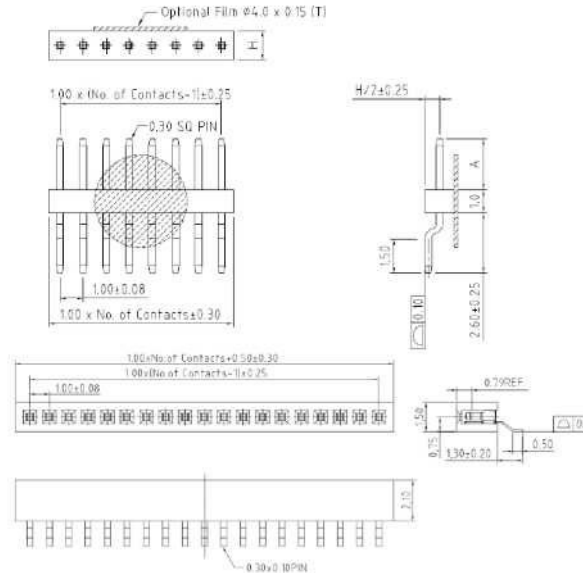 Optional Film Ø4.0 x 0.15 (T)
H
1.00 x (No. of Contacts-1)±0.25
H/2±0.25
0.30 SQ PIN
A
1.0
1.50
1.00±0.08
2.60±0.25
0.10
1.00 x No. of Contacts±0.30
1.00xNo.of Contacts+0.50±0.30
1.00x(No.of Contacts-1)±0.25
1.00±0.08
0.79REF
1.50
0.75
0.50
1.30±0.20
2.10
0.30x0.10PIN